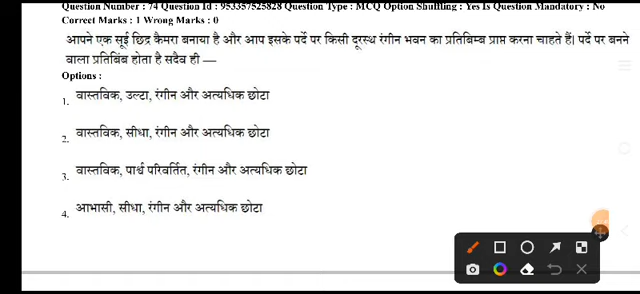 Question Number : 74 Question Id : 953357525828 Question Type : MCQ Option Shuffling : Yes Is Question Mandatory : No
Correct Marks : 1 Wrong Marks : 0
आपने एक सूई छिद्र कैमरा बनाया है और आप इसके पर्दे पर किसी दूरस्थ रंगीन भवन का प्रतिबिम्ब प्राप्त करना चाहते हैं। पर्दे पर बनने
वाला प्रतिबिंब होता है सदैव ही —
Options :
1. वास्तविक, उल्टा, रंगीन और अत्यधिक छोटा
2. वास्तविक, सीधा, रंगीन और अत्यधिक छोटा
3. वास्तविक, पार्श्व परिवर्तित, रंगीन और अत्यधिक छोटा
4. आभासी, सीधा, रंगीन और अत्यधिक छोटा